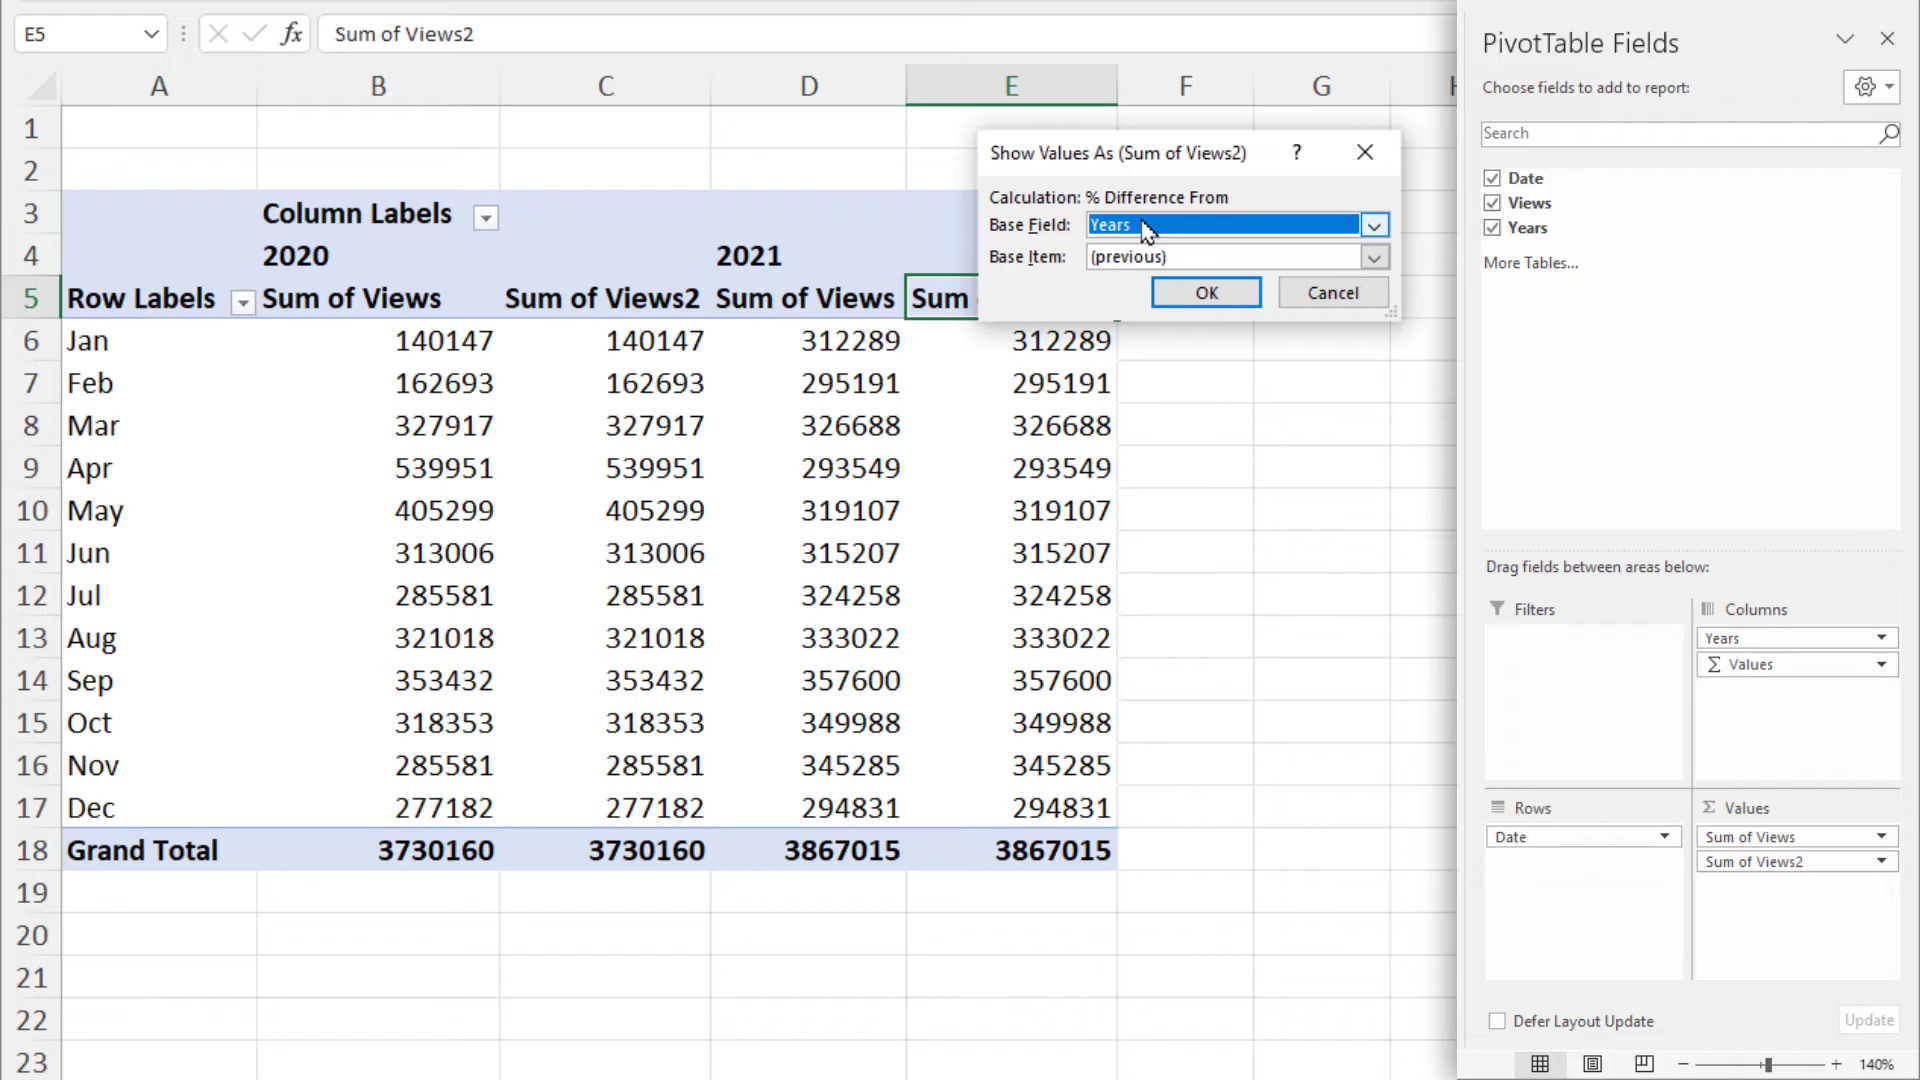 E5
fx
Sum of Views2
A B C D E F G
1
2
3 Column Labels
4 2020 2021
5 Row Labels Sum of Views Sum of Views2 Sum of Views Sum
6 Jan 140147 140147 312289 312289
7 Feb 162693 162693 295191 295191
8 Mar 327917 327917 326688 326688
9 Apr 539951 539951 293549 293549
10 May 405299 405299 319107 319107
11 Jun 313006 313006 315207 315207
12 Jul 285581 285581 324258 324258
13 Aug 321018 321018 333022 333022
14 Sep 353432 353432 357600 357600
15 Oct 318353 318353 349988 349988
16 Nov 285581 285581 345285 345285
17 Dec 277182 277182 294831 294831
18 Grand Total 3730160 3730160 3867015 3867015
19
20
21
22
23
Show Values As (Sum of Views2) ?
Calculation: % Difference From
Base Field: Years
Base Item: (previous)
OK Cancel
PivotTable Fields
Choose fields to add to report:
Search
Date
Views
Years
More Tables...
Drag fields between areas below:
Filters
Columns
Years
Σ Values
Rows
Date
Σ Values
Sum of Views
Sum of Views2
Defer Layout Update Update
140%